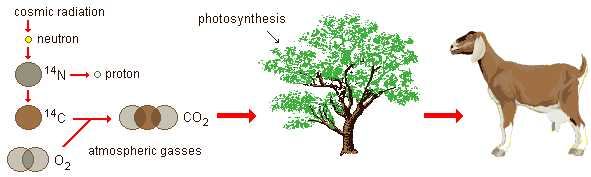 cosmic radiation
neutron
¹⁴N
proton
¹⁴C
CO₂
O₂
atmospheric gasses
photosynthesis